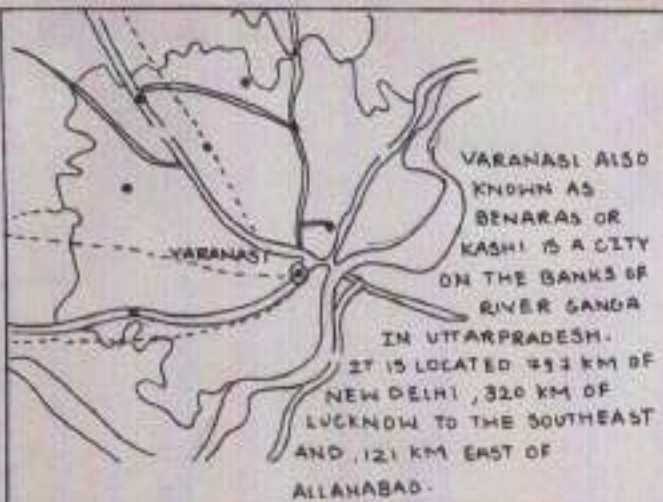 VARANASI ALSO
KNOWN AS
BENARAS OR
KASHI IS A CITY
ON THE BANKS OF
RIVER GANGA
IN UTTARPRADESH.
IT IS LOCATED 797 KM OF
NEW DELHI, 320 KM OF
LUCKNOW TO THE SOUTHEAST
AND, 121 KM EAST OF
ALLAHABAD.
VARANASI